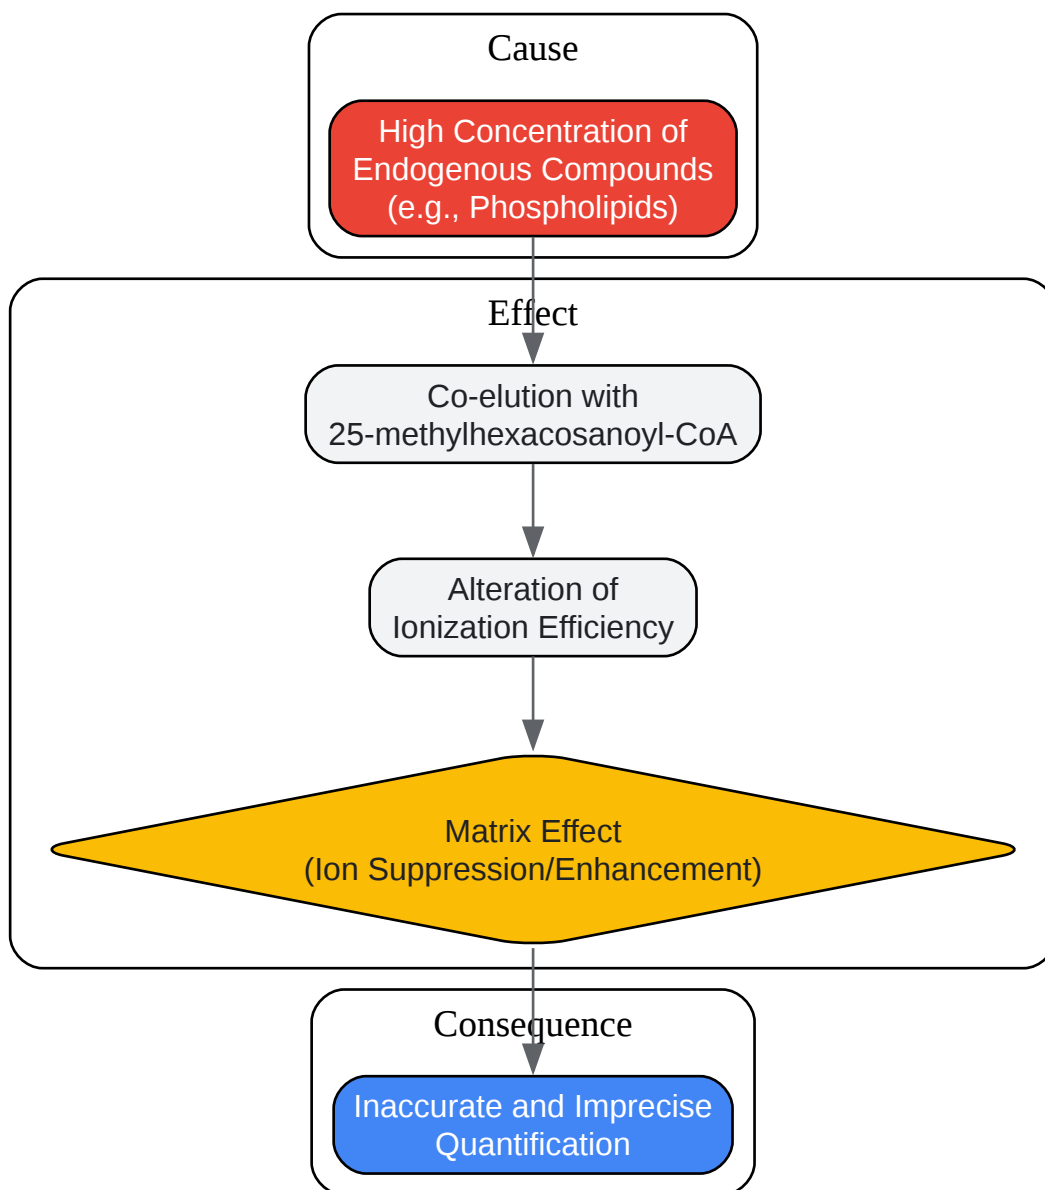 Cause
High Concentration of
Endogenous Compounds
(e.g., Phospholipids)
Effect
Co-elution with
25-methylhexacosanoyl-CoA
Alteration of
Ionization Efficiency
Matrix Effect
(Ion Suppression/Enhancement)
Consequence
Inaccurate and Imprecise
Quantification